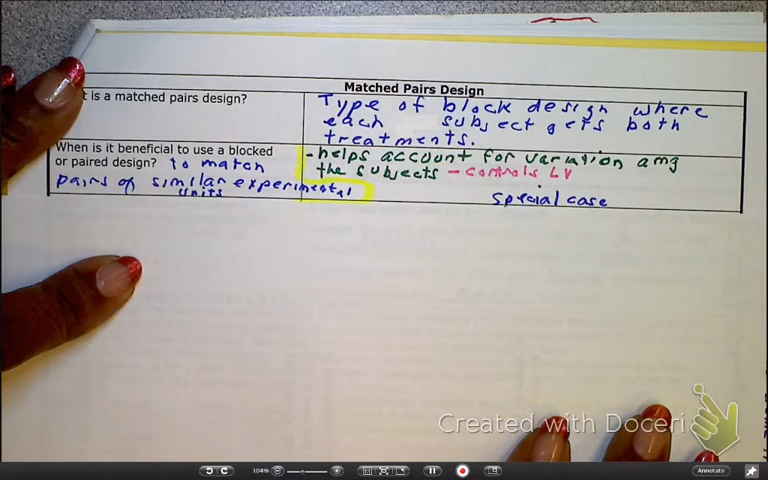 Matched Pairs Design
t is a matched pairs design?
Type of block design where
each subject gets both
treatments.
When is it beneficial to use a blocked
or paired design? to match
pairs of similar experimental
units
- helps account for variation amg
the subjects - controls LV
special case
Created with Doceri
104%
Annotate